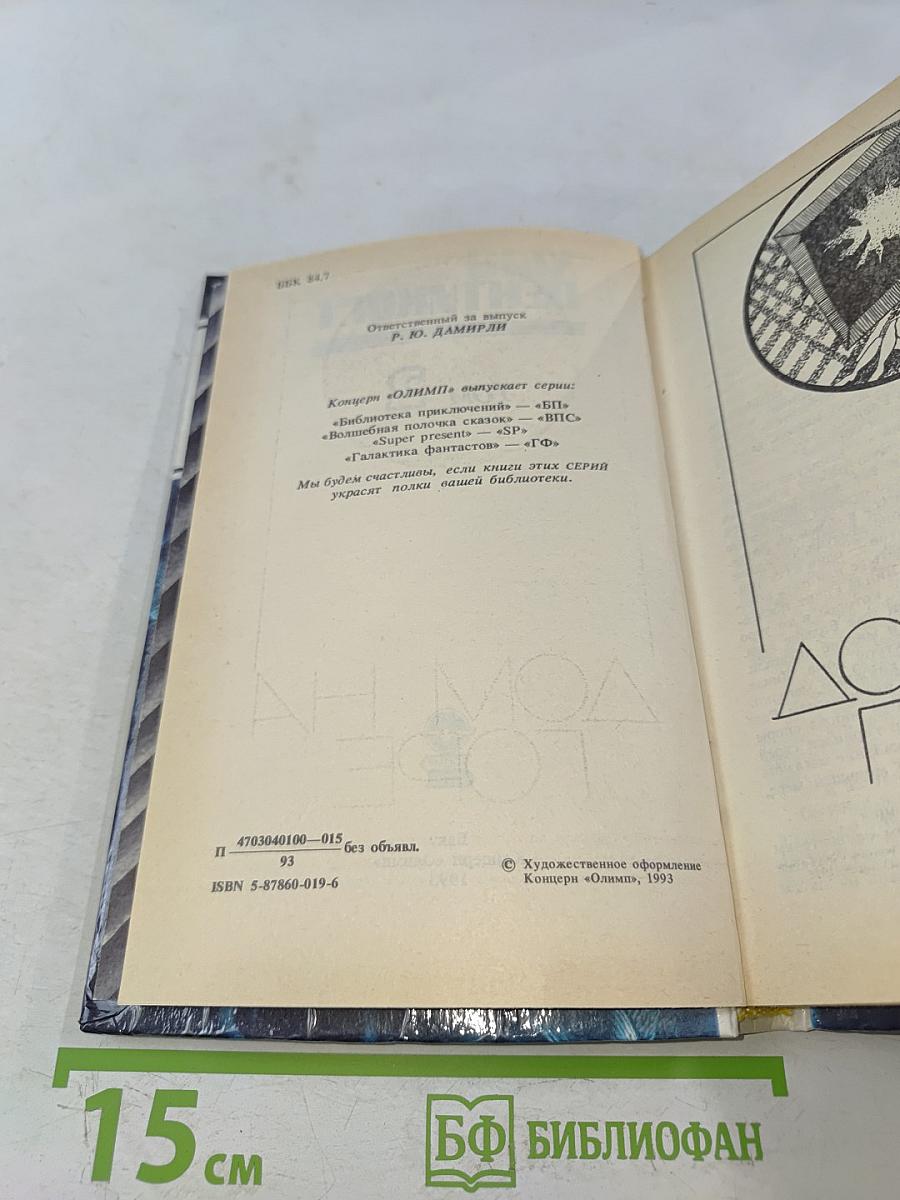 ББК 84.7
Ответственный за выпуск
Р. Ю. ДАМИРЛИ
Концерн «ОЛИМП» выпускает серии:
«Библиотека приключений» — «БП»
«Волшебная полочка сказок» — «ВПС»
«Super present» — «SP»
«Галактика фантастов» — «ГФ»
Мы будем счастливы, если книги этих СЕРИЙ
украсят полки вашей библиотеки.
П 4703040100—015 без объявл.
93
ISBN 5-87860-019-6
© Художественное оформление
Концерн «Олимп», 1993
15 см
БФ БИБЛИОФАН